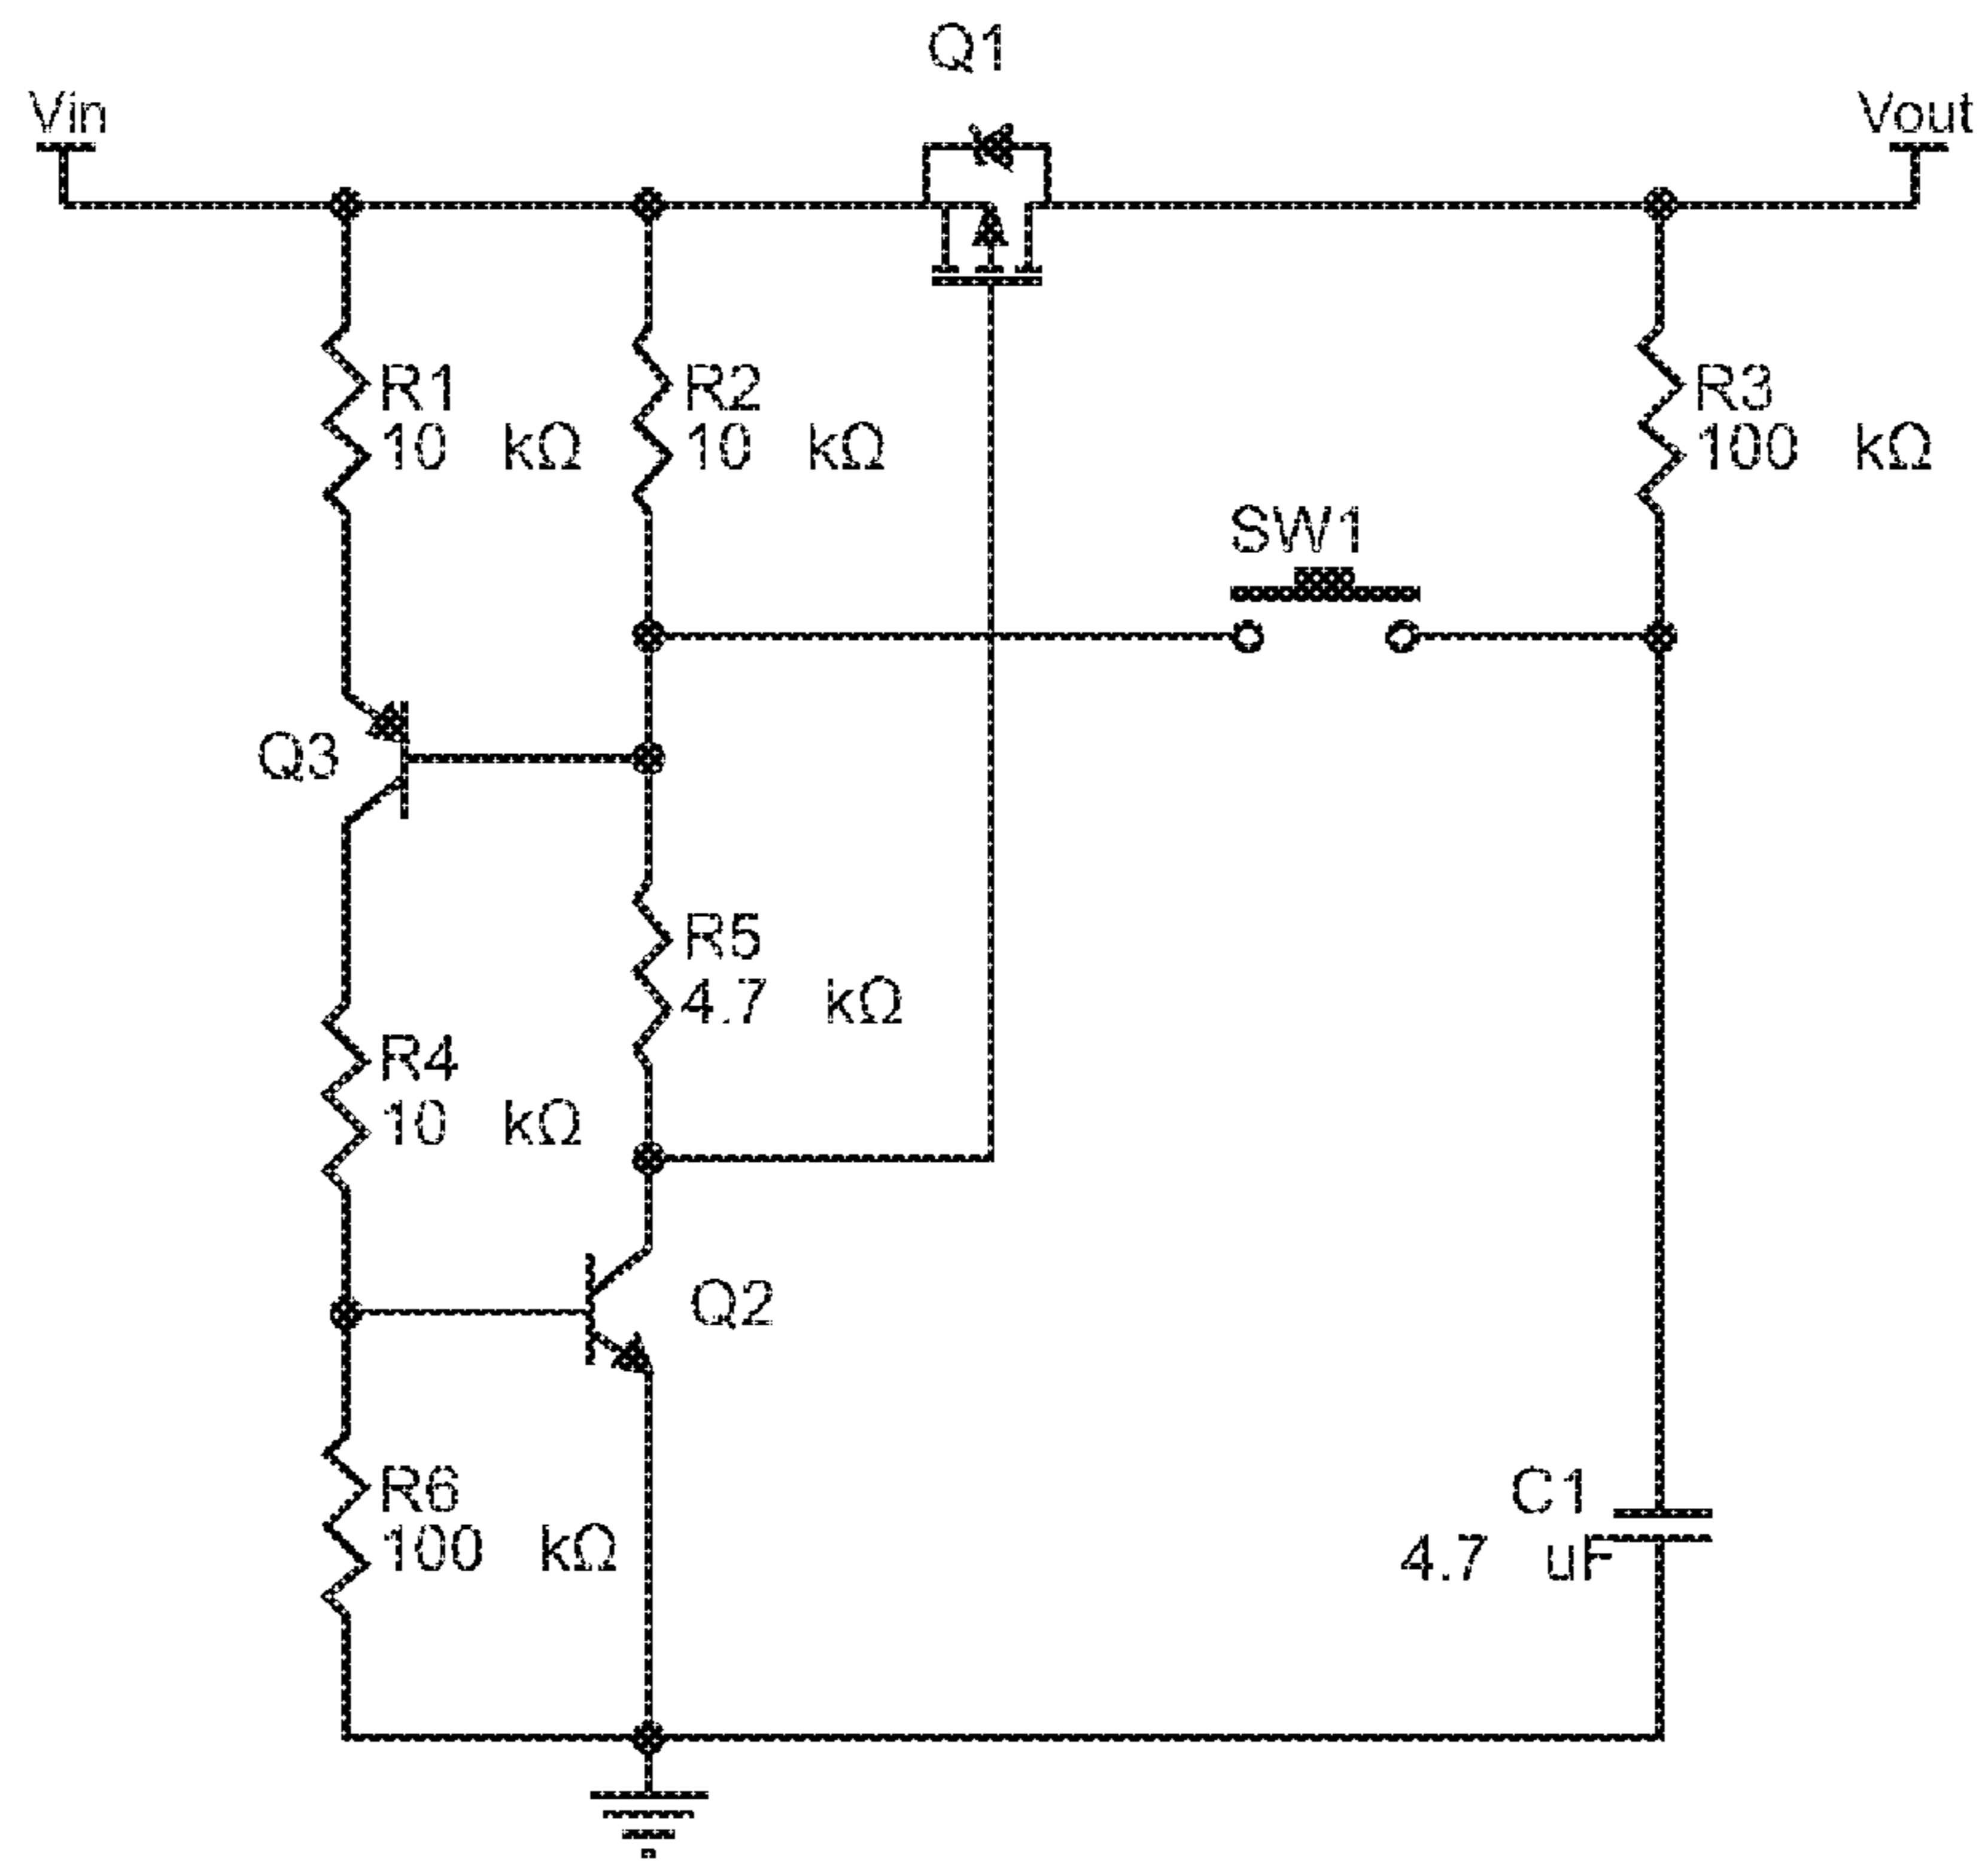 Q1
Vin
Vout
R1
10 kΩ
R2
10 kΩ
R3
100 kΩ
SW1
Q3
R5
4.7 kΩ
R4
10 kΩ
Q2
R6
100 kΩ
C1
4.7 uF